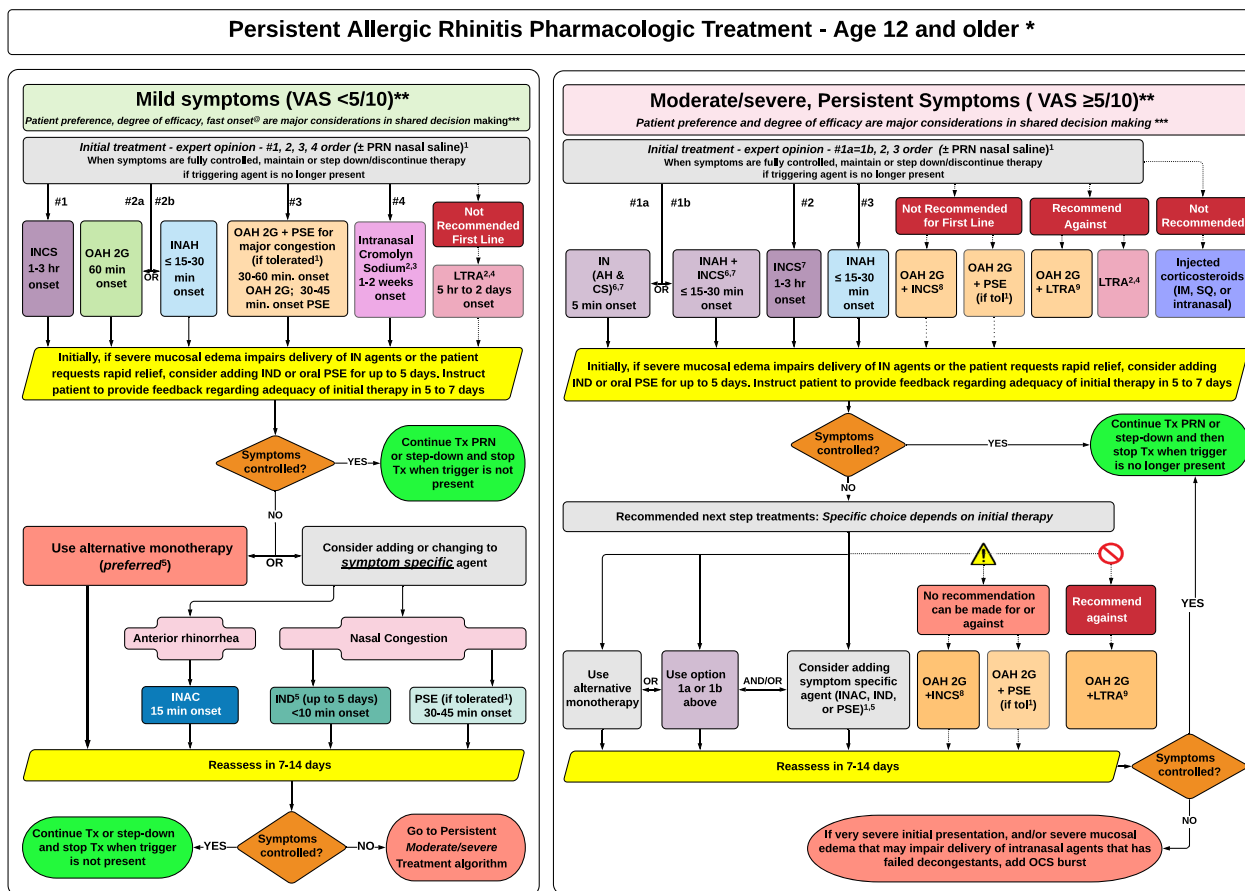 Persistent Allergic Rhinitis Pharmacologic Treatment - Age 12 and older *
Mild symptoms (VAS <5/10)**
Patient preference, degree of efficacy, fast onset@ are major considerations in shared decision making***
Initial treatment - expert opinion - #1, 2, 3, 4 order (± PRN nasal saline)1
When symptoms are fully controlled, maintain or step down/discontinue therapy
if triggering agent is no longer present
#1
#2a
#2b
#3
#4
Not
Recommended
First Line
INCS
1-3 hr
onset
OAH 2G
60 min
onset
OR
INAH
≤ 15-30
min
onset
OAH 2G + PSE for
major congestion
(if tolerated1)
30-60 min. onset
OAH 2G; 30-45
min. onset PSE
Intranasal
Cromolyn
Sodium2,3
1-2 weeks
onset
LTRA2,4
5 hr to 2 days
onset
Initially, if severe mucosal edema impairs delivery of IN agents or the patient
requests rapid relief, consider adding IND or oral PSE for up to 5 days. Instruct
patient to provide feedback regarding adequacy of initial therapy in 5 to 7 days
Symptoms
controlled?
YES
Continue Tx PRN
or step-down and stop
Tx when trigger is not
present
NO
Use alternative monotherapy
(preferred5)
OR
Consider adding or changing to
symptom specific agent
Anterior rhinorrhea
Nasal Congestion
INAC
15 min onset
IND5 (up to 5 days)
<10 min onset
PSE (if tolerated1)
30-45 min onset
Reassess in 7-14 days
Continue Tx or step-down
and stop Tx when trigger
is not present
YES
Symptoms
controlled?
NO
Go to Persistent
Moderate/severe
Treatment algorithm
Moderate/severe, Persistent Symptoms ( VAS ≥5/10)**
Patient preference and degree of efficacy are major considerations in shared decision making ***
Initial treatment - expert opinion - #1a=1b, 2, 3 order (± PRN nasal saline)1
When symptoms are fully controlled, maintain or step down/discontinue therapy
if triggering agent is no longer present
#1a
#1b
#2
#3
Not Recommended
for First Line
Recommend
Against
Not
Recommended
IN
(AH &
CS)6,7
5 min onset
OR
INAH +
INCS6,7
≤ 15-30 min
onset
INCS7
1-3 hr
onset
INAH
≤ 15-30
min
onset
OAH 2G
+ INCS8
OAH 2G
+ PSE
(if tol1)
OAH 2G
+ LTRA9
LTRA2,4
Injected
corticosteroids
(IM, SQ, or
intranasal)
Initially, if severe mucosal edema impairs delivery of IN agents or the patient requests rapid relief, consider adding
IND or oral PSE for up to 5 days. Instruct patient to provide feedback regarding adequacy of initial therapy in 5 to 7 days
Symptoms
controlled?
YES
Continue Tx PRN or
step-down and then
stop Tx when trigger
is no longer present
NO
Recommended next step treatments: Specific choice depends on initial therapy
No recommendation
can be made for or
against
Recommend
against
YES
Use
alternative
monotherapy
OR
Use option
1a or 1b
above
AND/OR
Consider adding
symptom specific
agent (INAC, IND,
or PSE)1,5
OAH 2G
+INCS8
OAH 2G
+ PSE
(if tol1)
OAH 2G
+LTRA9
Reassess in 7-14 days
Symptoms
controlled?
NO
If very severe initial presentation, and/or severe mucosal
edema that may impair delivery of intranasal agents that has
failed decongestants, add OCS burst